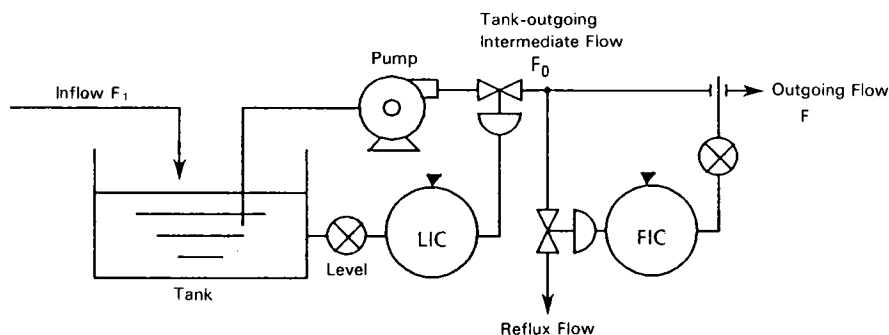 Tank-outgoing
Intermediate Flow
F0
Pump
Inflow F1
Outgoing Flow
F
LIC
FIC
Level
Tank
Reflux Flow